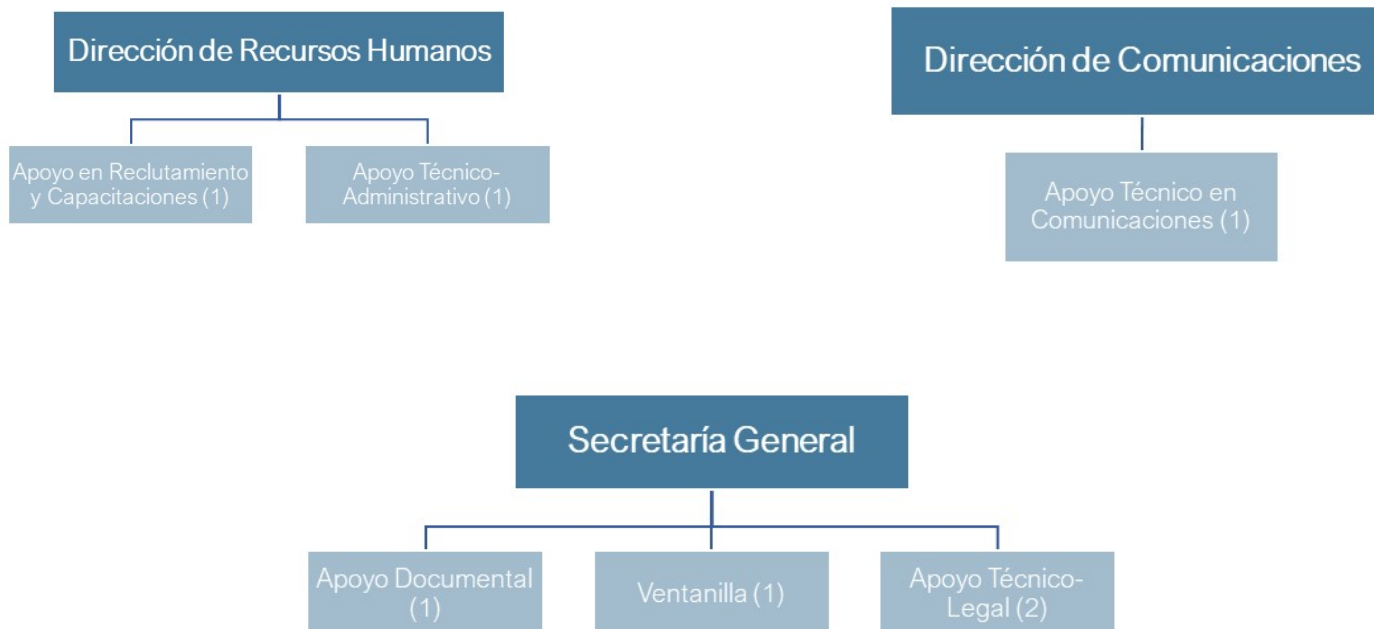 Dirección de Recursos Humanos
Apoyo en Reclutamiento
y Capacitaciones (1)
Apoyo Técnico-
Administrativo (1)
Dirección de Comunicaciones
Apoyo Técnico en
Comunicaciones (1)
Secretaría General
Apoyo Documental
(1)
Ventanilla (1)
Apoyo Técnico-
Legal (2)